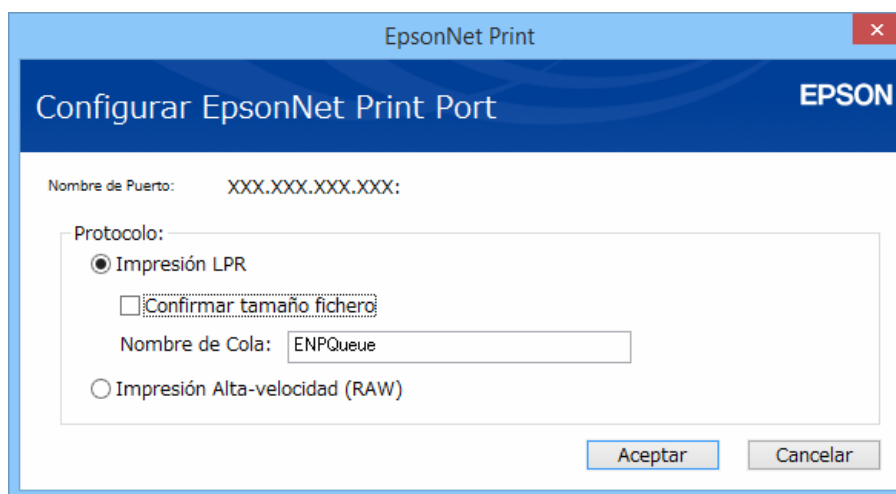 EpsonNet Print
Configurar EpsonNet Print Port
EPSON
Nombre de Puerto: XXX.XXX.XXX.XXX:
Protocolo:
Impresión LPR
Confirmar tamaño fichero
Nombre de Cola: ENPQueue
Impresión Alta-velocidad (RAW)
Aceptar Cancelar